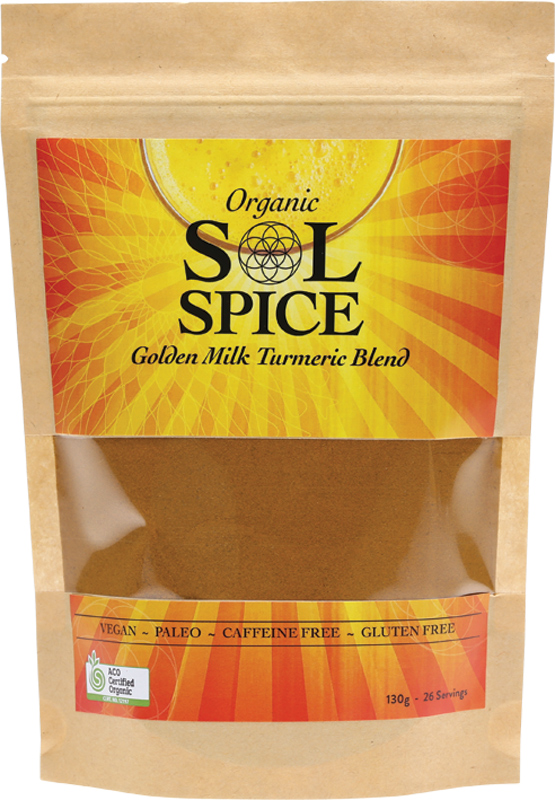 Organic
SOL
SPICE
Golden Milk Turmeric Blend
VEGAN ~ PALEO ~ CAFFEINE FREE ~ GLUTEN FREE
ACO
Certified
Organic
130g - 26 Servings